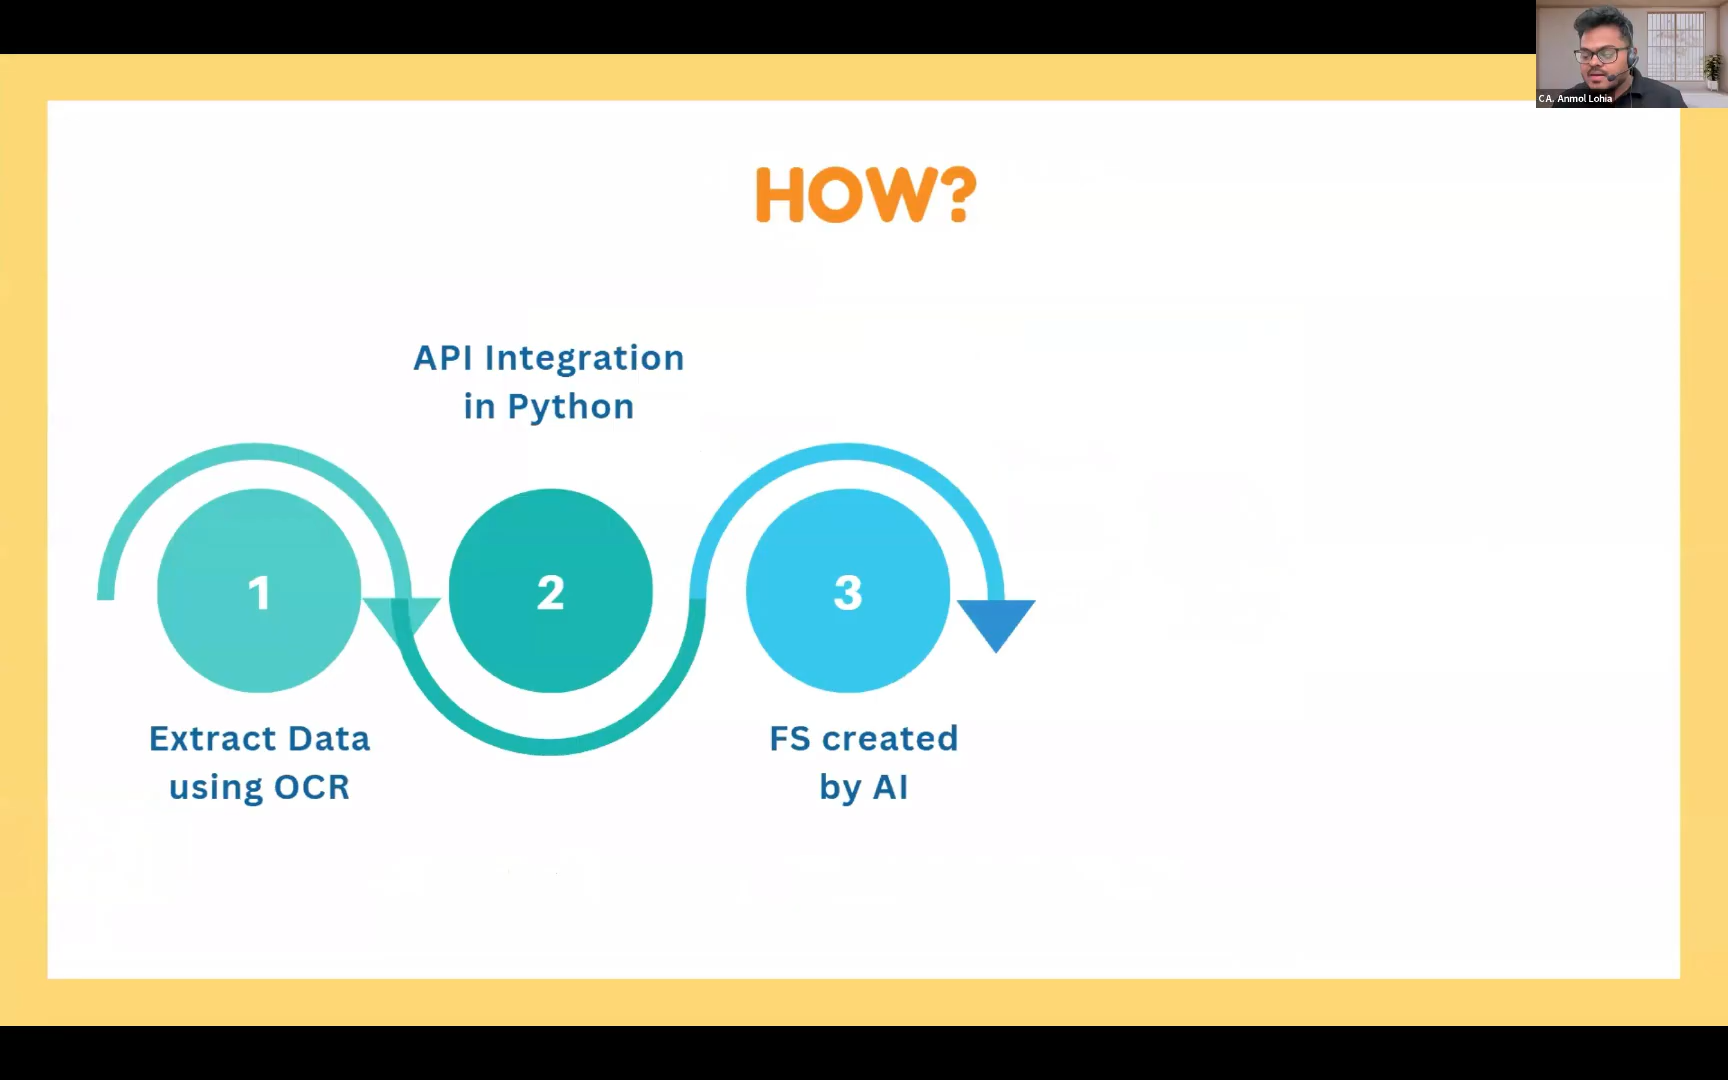 CA. Anmol Lohia
HOW?
API Integration
in Python
1
2
3
Extract Data
using OCR
FS created
by AI